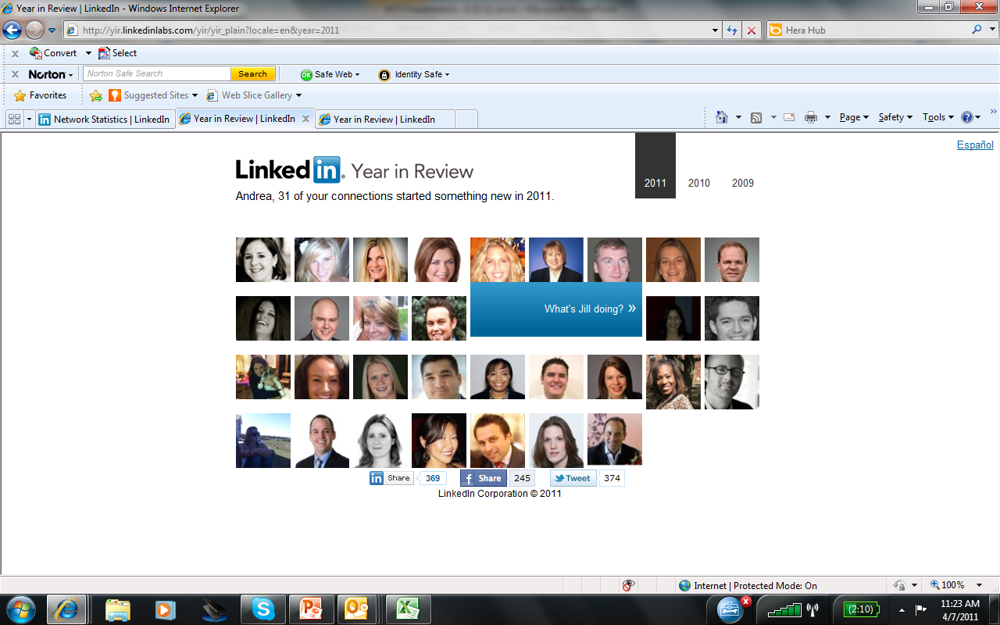 Year in Review | LinkedIn - Windows Internet Explorer
http://yir.linkedinlabs.com/yir/yir_plain?locale=en&year=2011
Hera Hub
Convert Select
Norton Norton Safe Search Search OK Safe Web Identity Safe
Favorites Suggested Sites Web Slice Gallery
Network Statistics | LinkedIn Year in Review | LinkedIn Year in Review | LinkedIn Page Safety Tools
Español
Linked in® Year in Review
2011 2010 2009
Andrea, 31 of your connections started something new in 2011.
What's Jill doing? »
in Share 369 f Share 245 Tweet 374
LinkedIn Corporation © 2011
Internet | Protected Mode: On 100%
(2:10) 11:23 AM
4/7/2011